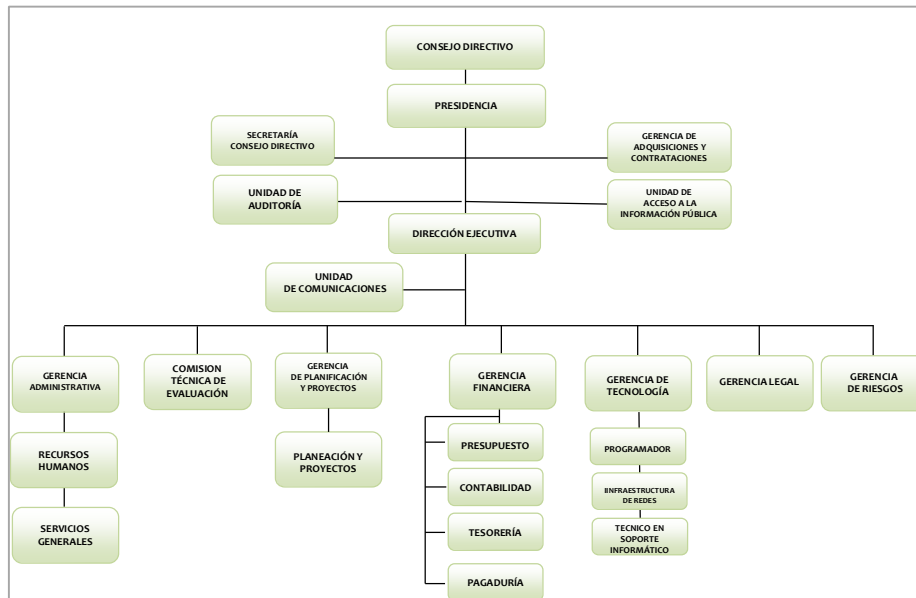 CONSEJO DIRECTIVO
PRESIDENCIA
SECRETARÍA
CONSEJO DIRECTIVO
GERENCIA DE
ADQUISICIONES Y
CONTRATACIONES
UNIDAD DE
AUDITORÍA
UNIDAD DE
ACCESO A LA
INFORMACIÓN PÚBLICA
DIRECCIÓN EJECUTIVA
UNIDAD
DE COMUNICACIONES
GERENCIA
ADMINISTRATIVA
COMISION
TÉCNICA DE
EVALUACIÓN
GERENCIA
DE PLANIFICACIÓN
Y PROYECTOS
GERENCIA
FINANCIERA
GERENCIA DE
TECNOLOGÍA
GERENCIA LEGAL
GERENCIA
DE RIESGOS
RECURSOS
HUMANOS
PLANEACIÓN Y
PROYECTOS
PRESUPUESTO
PROGRAMADOR
CONTABILIDAD
IINFRAESTRUCTURA
DE REDES
SERVICIOS
GENERALES
TESORERÍA
TECNICO EN
SOPORTE
INFORMÁTICO
PAGADURÍA